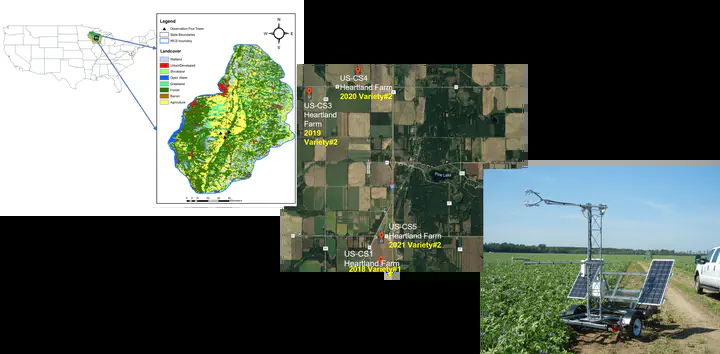 Legend
Observation Flux Tower
State Boundaries
WCS boundary
Landcover
Wetland
Urban/Developed
Shrubland
Open Water
Grassland
Forest
Barren
Agriculture
N
W
E
S
US-CS4
Heartland Farm
2020 Variety#2
US-CS3
Heartland
Farm
2019
Variety#2
Pine Lake
US-CS5
Heartland Farm
2021 Variety#2
US-CS1
Heartland Farm
2018 Variety#1